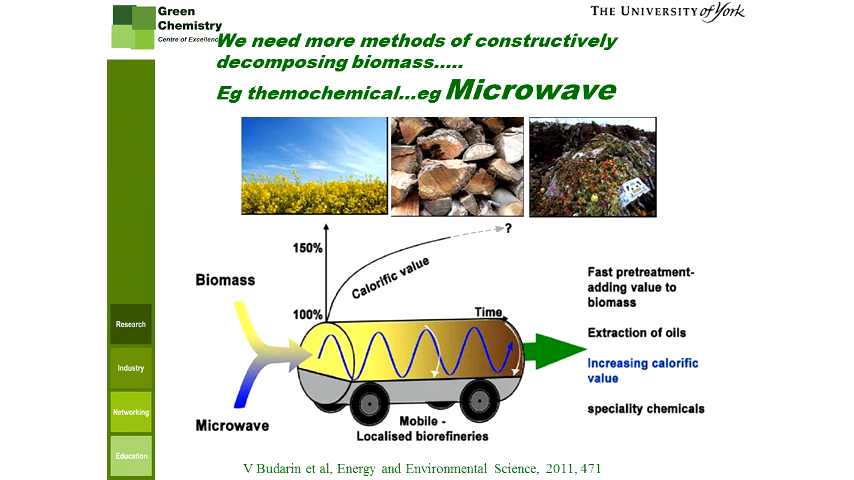 Green
Chemistry
Centre of Excellence
THE UNIVERSITY of York
We need more methods of constructively
decomposing biomass.....
Eg themochemical...eg Microwave
?
150%
Calorific value
Biomass
100%
Time
Fast pretreatment-
adding value to
biomass
Extraction of oils
Increasing calorific
value
speciality chemicals
Microwave
Mobile -
Localised biorefineries
Research
Industry
Networking
Education
V Budarin et al, Energy and Environmental Science, 2011, 471